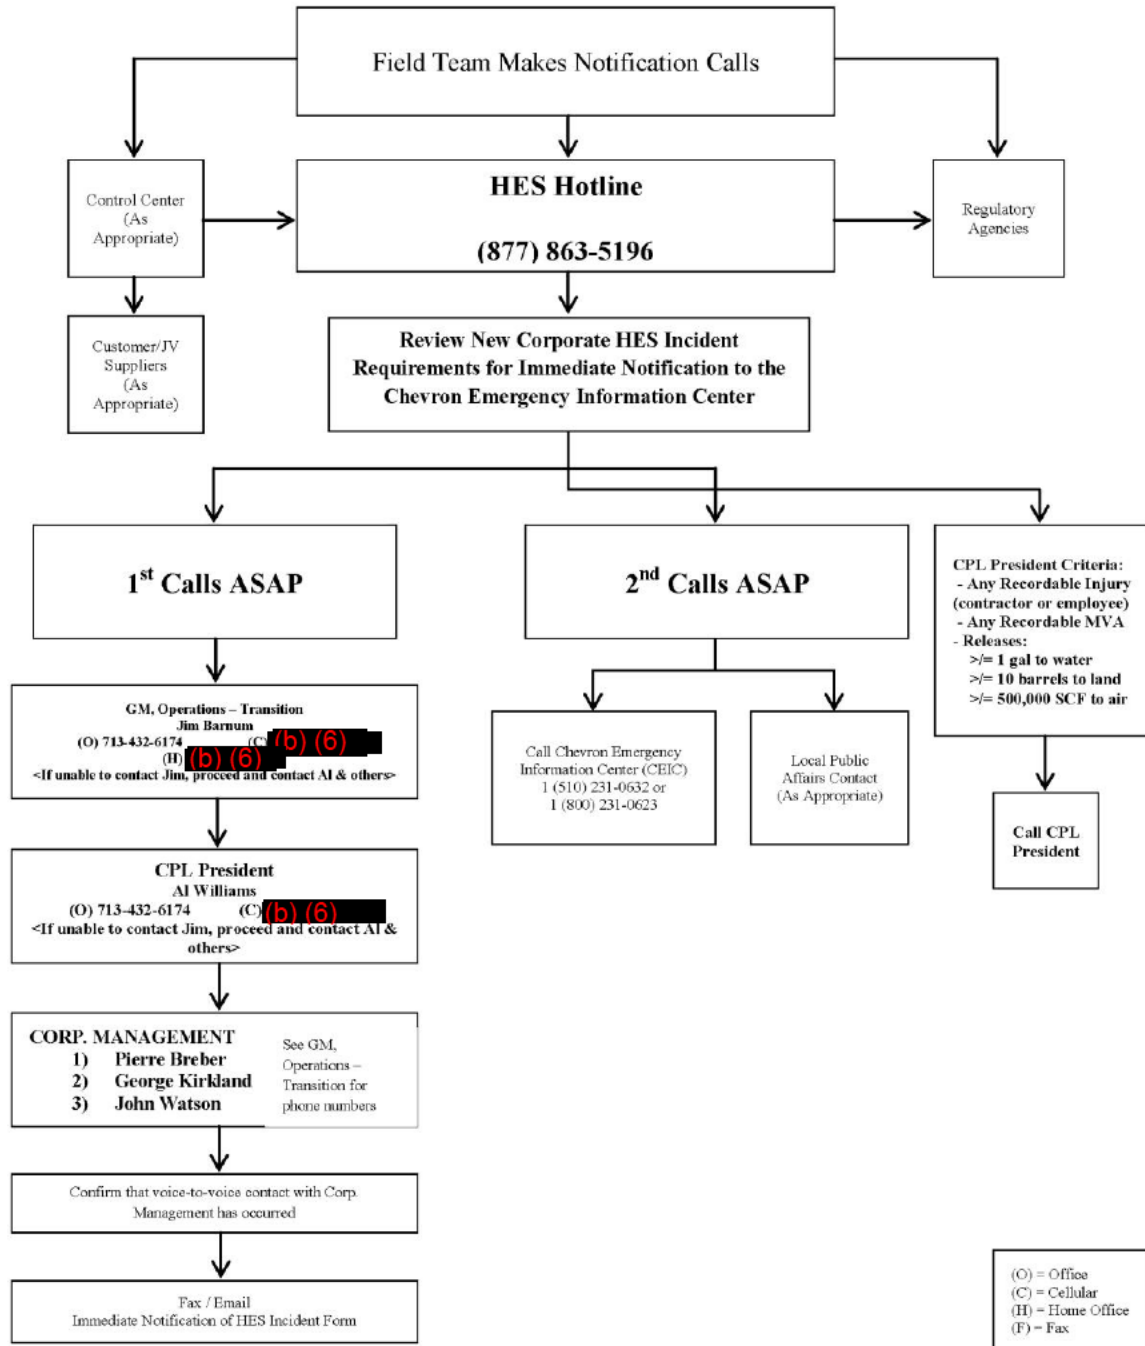 Field Team Makes Notification Calls
Control Center
(As
Appropriate)
HES Hotline
(877) 863-5196
Regulatory
Agencies
Customer/JV
Suppliers
(As
Appropriate)
Review New Corporate HES Incident
Requirements for Immediate Notification to the
Chevron Emergency Information Center
1st Calls ASAP
2nd Calls ASAP
CPL President Criteria:
- Any Recordable Injury
(contractor or employee)
- Any Recordable MVA
- Releases:
>/= 1 gal to water
>/= 10 barrels to land
>/= 500,000 SCF to air
GM, Operations – Transition
Jim Barnum
(O) 713-432-6174 (C) (b) (6)
(H) (b) (6)
<If unable to contact Jim, proceed and contact Al & others>
Call Chevron Emergency
Information Center (CEIC)
1 (510) 231-0632 or
1 (800) 231-0623
Local Public
Affairs Contact
(As Appropriate)
Call CPL
President
CPL President
Al Williams
(O) 713-432-6174 (C) (b) (6)
<If unable to contact Jim, proceed and contact Al &
others>
CORP. MANAGEMENT
1) Pierre Breber
2) George Kirkland
3) John Watson
See GM,
Operations –
Transition for
phone numbers
Confirm that voice-to-voice contact with Corp.
Management has occurred
Fax / Email
Immediate Notification of HES Incident Form
(O) = Office
(C) = Cellular
(H) = Home Office
(F) = Fax